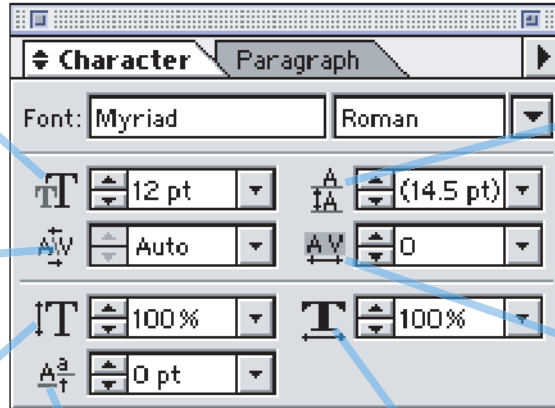 Character Paragraph
Font: Myriad Roman
12 pt (14.5 pt)
Auto 0
100% 100%
0 pt